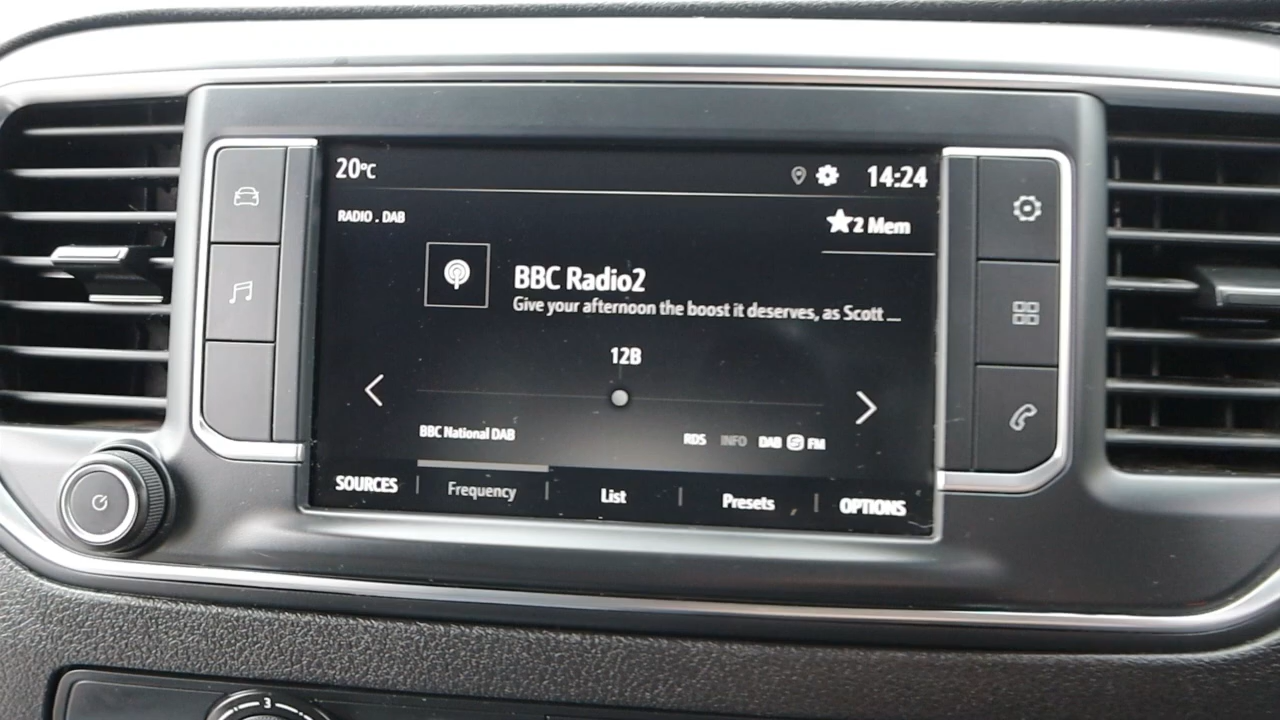 20°C
14:24
RADIO . DAB
★2 Mem
BBC Radio2
Give your afternoon the boost it deserves, as Scott ...
12B
BBC National DAB
RDS INFO DAB FM
SOURCES Frequency List Presets OPTIONS
3